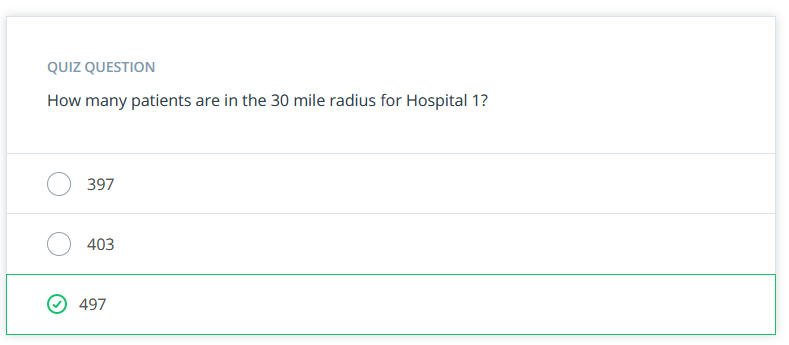 QUIZ QUESTION
How many patients are in the 30 mile radius for Hospital 1?
397
403
497